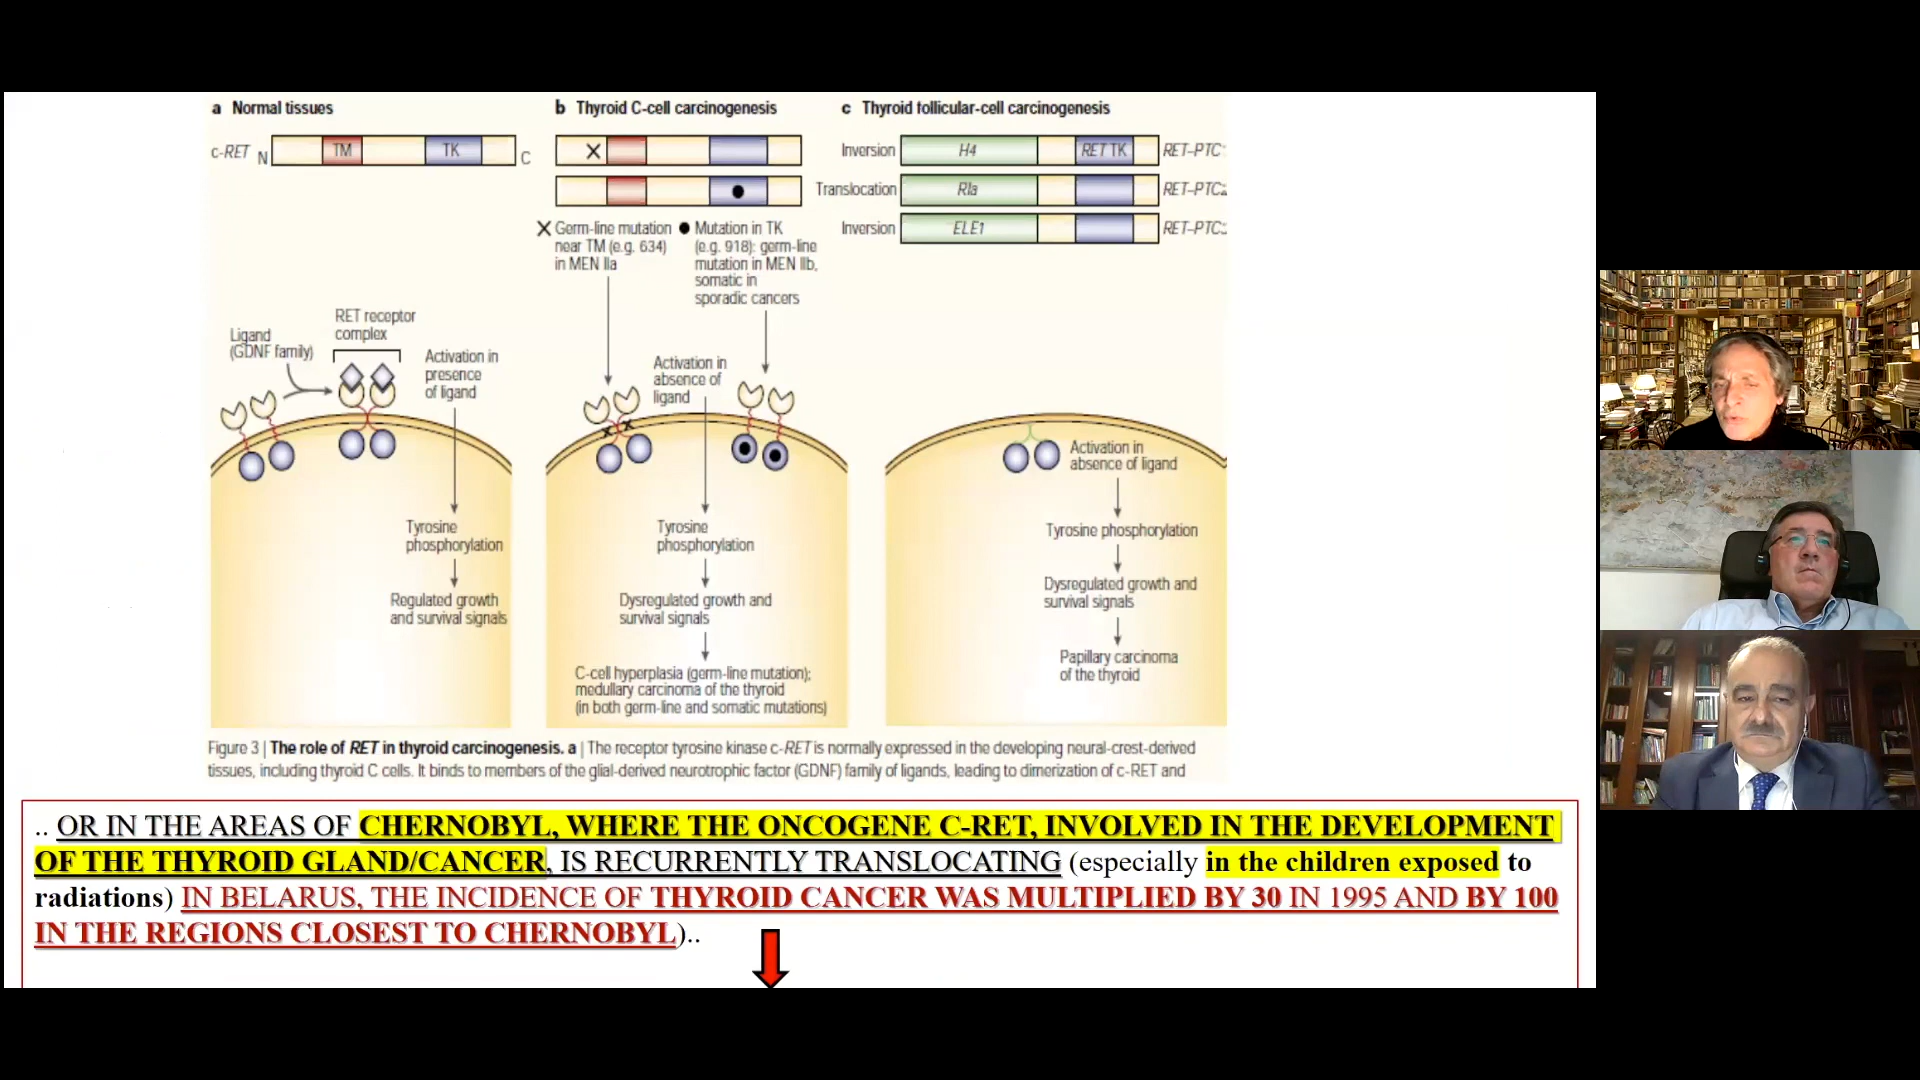 a Normal tissues
c-RET N TM TK C
b Thyroid C-cell carcinogenesis
X Germ-line mutation
near TM (e.g. 634)
in MEN IIa
Mutation in TK
(e.g. 918): germ-line
mutation in MEN IIb,
somatic in
sporadic cancers
c Thyroid follicular-cell carcinogenesis
Inversion H4 RET TK RET–PTC1
Translocation RIa RET–PTC2
Inversion ELE1 RET–PTC3
Ligand
(GDNF family)
RET receptor
complex
Activation in
presence
of ligand
Tyrosine
phosphorylation
Regulated growth
and survival signals
Activation in
absence of
ligand
Tyrosine
phosphorylation
Dysregulated growth and
survival signals
C-cell hyperplasia (germ-line mutation);
medullary carcinoma of the thyroid
(in both germ-line and somatic mutations)
Activation in
absence of ligand
Tyrosine phosphorylation
Dysregulated growth and
survival signals
Papillary carcinoma
of the thyroid
Figure 3 | The role of RET in thyroid carcinogenesis. a | The receptor tyrosine kinase c-RET is normally expressed in the developing neural-crest-derived
tissues, including thyroid C cells. It binds to members of the glial-derived neurotrophic factor (GDNF) family of ligands, leading to dimerization of c-RET and
.. OR IN THE AREAS OF CHERNOBYL, WHERE THE ONCOGENE C-RET, INVOLVED IN THE DEVELOPMENT
OF THE THYROID GLAND/CANCER, IS RECURRENTLY TRANSLOCATING (especially in the children exposed to
radiations) IN BELARUS, THE INCIDENCE OF THYROID CANCER WAS MULTIPLIED BY 30 IN 1995 AND BY 100
IN THE REGIONS CLOSEST TO CHERNOBYL)..